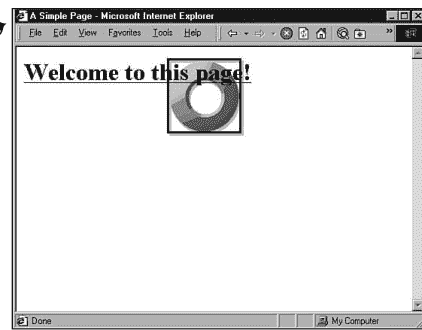 A Simple Page - Microsoft Internet Explorer
File Edit View Favorites Tools Help »
Welcome to this page!
Done My Computer